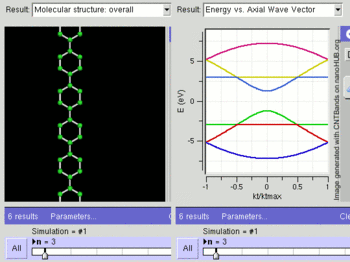 Result: Molecular structure: overall
Result: Energy vs. Axial Wave Vector
E (eV)
5
0
-5
-1
-0.5
0
0.5
1
kt/ktmax
Image generated with CNTBands on nanoHUB.org
6 results Parameters...
6 results Parameters... Cle
Simulation = #1
Simulation = #1
All n = 3
All n = 3